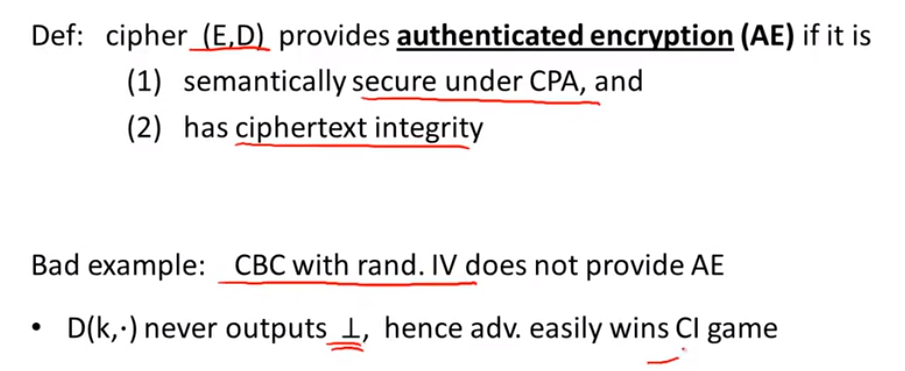 Def: cipher (E,D) provides authenticated encryption (AE) if it is
(1) semantically secure under CPA, and
(2) has ciphertext integrity
Bad example: CBC with rand. IV does not provide AE
• D(k,·) never outputs ⊥, hence adv. easily wins CI game